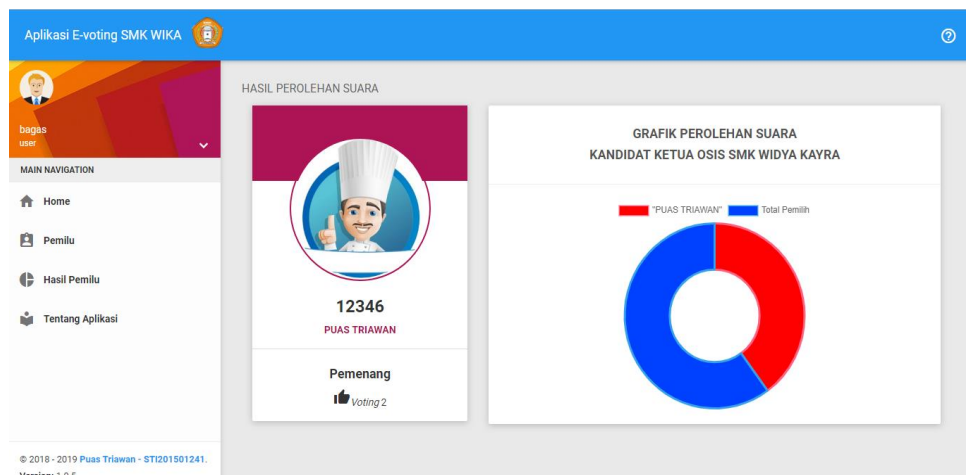 Aplikasi E-voting SMK WIKA
bagas
user
MAIN NAVIGATION
Home
Pemilu
Hasil Pemilu
Tentang Aplikasi
© 2018 - 2019 Puas Triawan - STI201501241.
HASIL PEROLEHAN SUARA
12346
PUAS TRIAWAN
Pemenang
Voting 2
GRAFIK PEROLEHAN SUARA
KANDIDAT KETUA OSIS SMK WIDYA KAYRA
"PUAS TRIAWAN" Total Pemilih